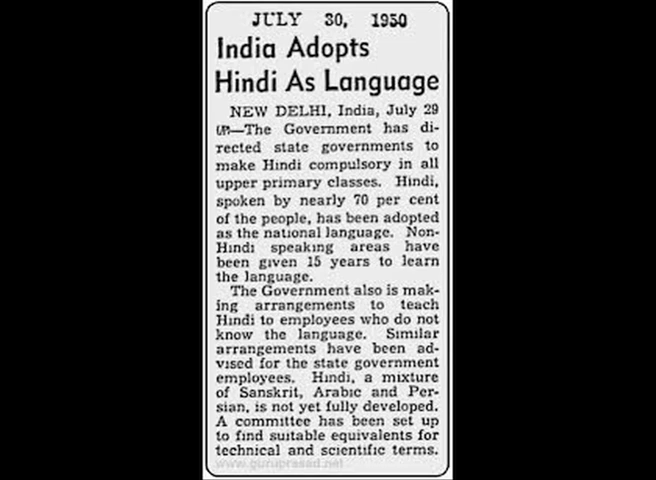 JULY 30, 1950
India Adopts
Hindi As Language
NEW DELHI, India, July 29
(UP)—The Government has di-
rected state governments to
make Hindi compulsory in all
upper primary classes. Hindi,
spoken by nearly 70 per cent
of the people, has been adopted
as the national language. Non-
Hindi speaking areas have
been given 15 years to learn
the language.
The Government also is mak-
ing arrangements to teach
Hindi to employees who do not
know the language. Similar
arrangements have been ad-
vised for the state government
employees. Hindi, a mixture
of Sanskrit, Arabic and Per-
sian, is not yet fully developed.
A committee has been set up
to find suitable equivalents for
technical and scientific terms.
www.guruprasad.net